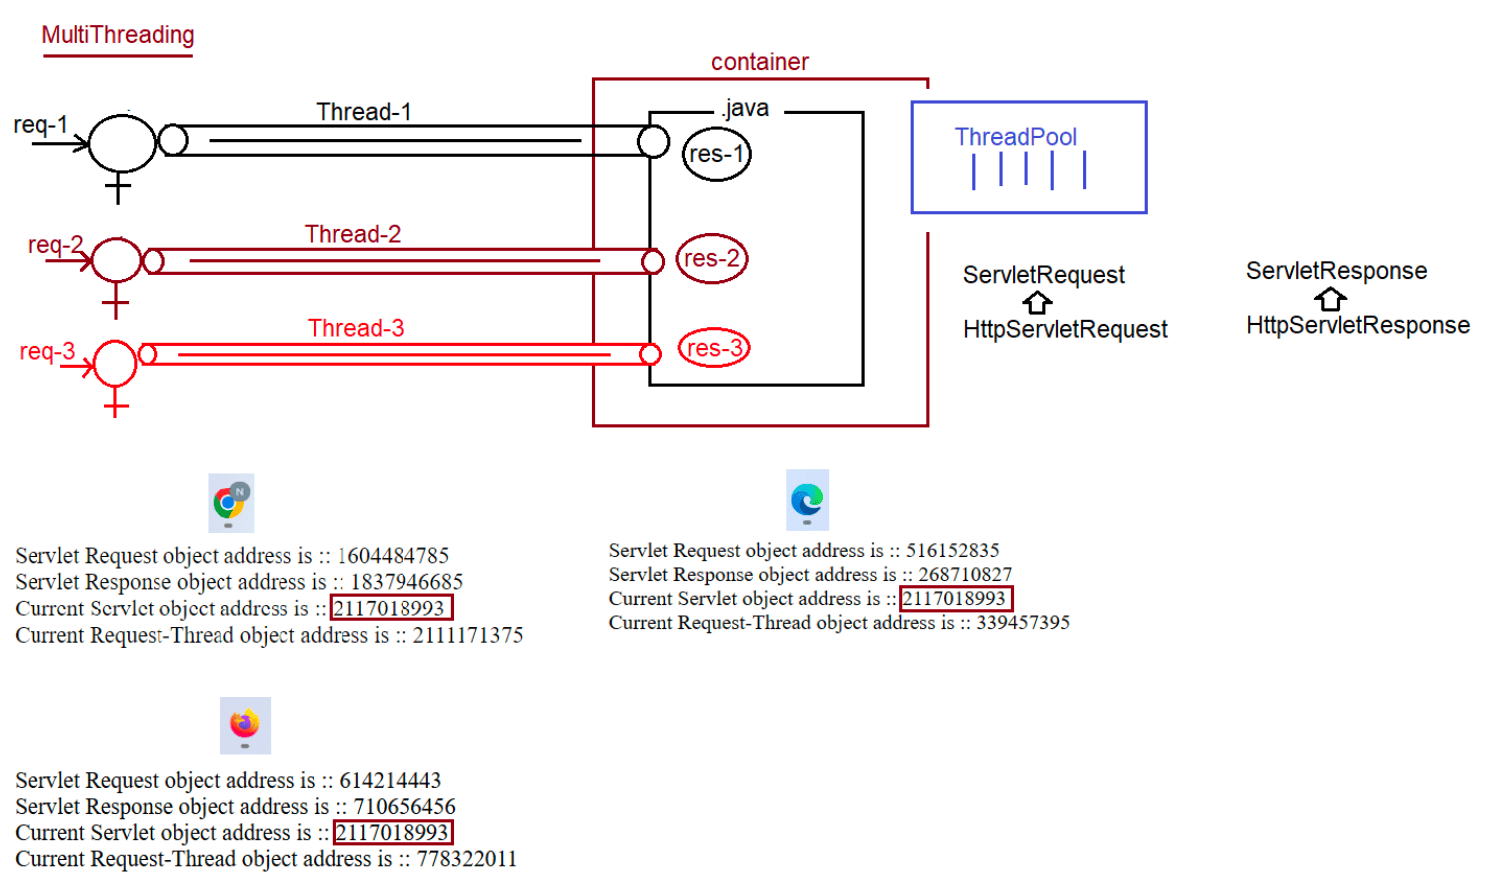 MultiThreading
container
req-1
Thread-1
.java
res-1
ThreadPool
req-2
Thread-2
res-2
ServletRequest
ServletResponse
HttpServletRequest
HttpServletResponse
req-3
Thread-3
res-3
N
Servlet Request object address is :: 1604484785
Servlet Response object address is :: 1837946685
Current Servlet object address is :: 2117018993
Current Request-Thread object address is :: 2111171375
Servlet Request object address is :: 516152835
Servlet Response object address is :: 268710827
Current Servlet object address is :: 2117018993
Current Request-Thread object address is :: 339457395
Servlet Request object address is :: 614214443
Servlet Response object address is :: 710656456
Current Servlet object address is :: 2117018993
Current Request-Thread object address is :: 778322011